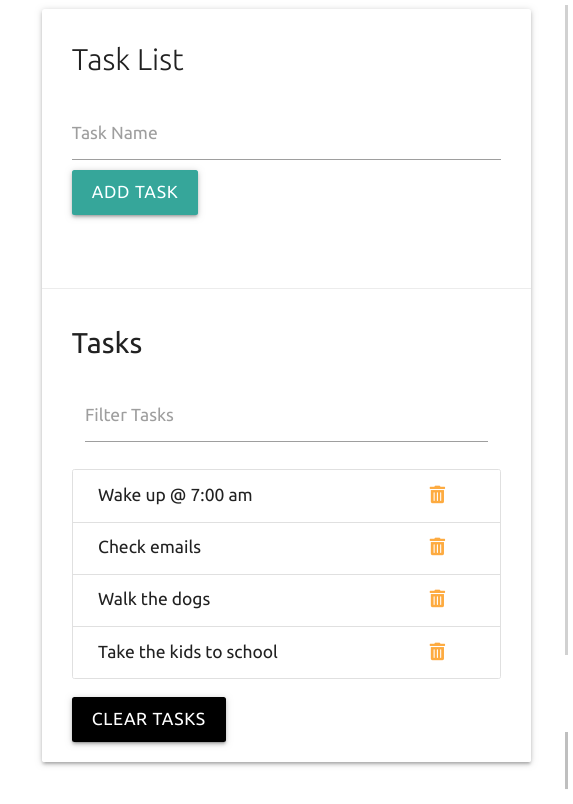 Task List
Task Name
ADD TASK
Tasks
Filter Tasks
Wake up @ 7:00 am
Check emails
Walk the dogs
Take the kids to school
CLEAR TASKS